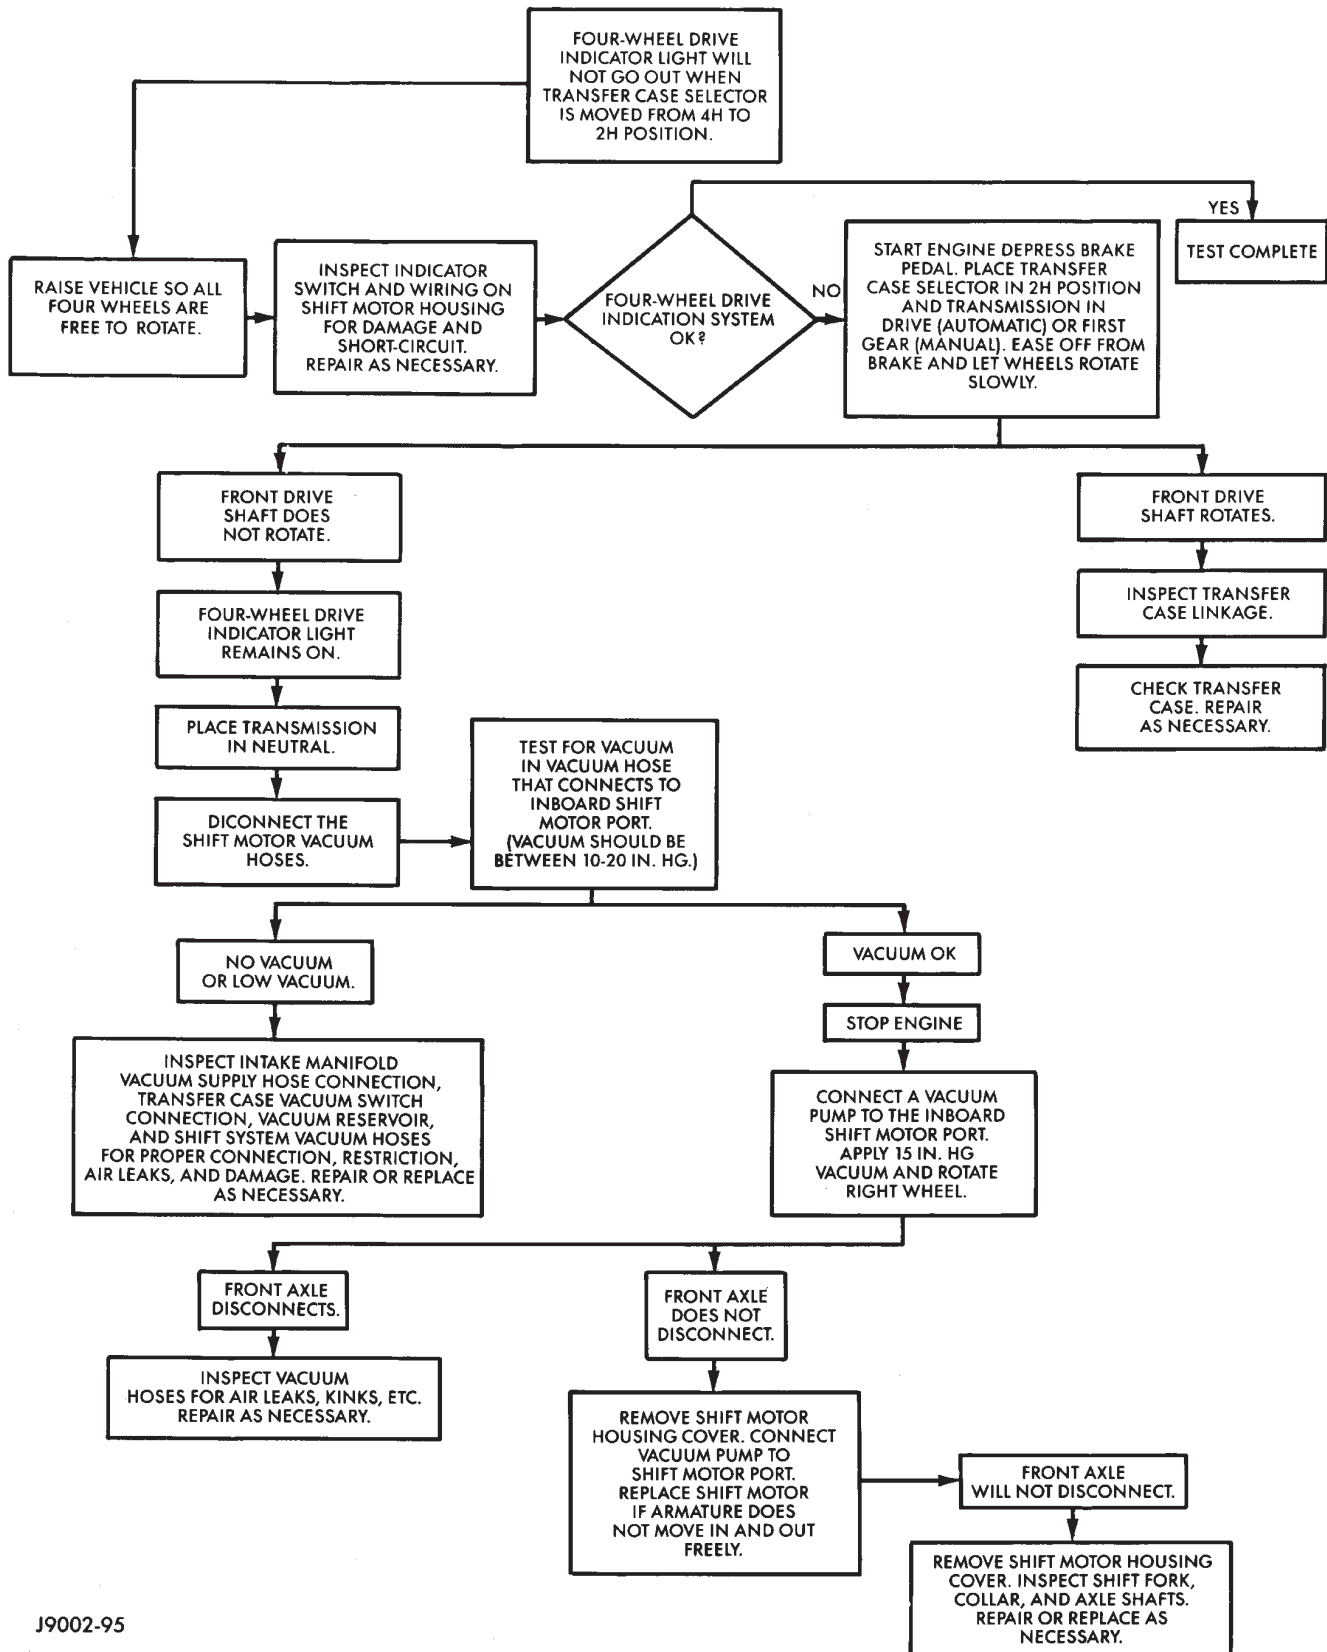 FOUR-WHEEL DRIVE
INDICATOR LIGHT WILL
NOT GO OUT WHEN
TRANSFER CASE SELECTOR
IS MOVED FROM 4H TO
2H POSITION.
RAISE VEHICLE SO ALL
FOUR WHEELS ARE
FREE TO ROTATE.
INSPECT INDICATOR
SWITCH AND WIRING ON
SHIFT MOTOR HOUSING
FOR DAMAGE AND
SHORT-CIRCUIT.
REPAIR AS NECESSARY.
FOUR-WHEEL DRIVE
INDICATION SYSTEM
OK?
YES
TEST COMPLETE
NO
START ENGINE DEPRESS BRAKE
PEDAL. PLACE TRANSFER
CASE SELECTOR IN 2H POSITION
AND TRANSMISSION IN
DRIVE (AUTOMATIC) OR FIRST
GEAR (MANUAL). EASE OFF FROM
BRAKE AND LET WHEELS ROTATE
SLOWLY.
FRONT DRIVE
SHAFT DOES
NOT ROTATE.
FRONT DRIVE
SHAFT ROTATES.
FOUR-WHEEL DRIVE
INDICATOR LIGHT
REMAINS ON.
INSPECT TRANSFER
CASE LINKAGE.
CHECK TRANSFER
CASE. REPAIR
AS NECESSARY.
PLACE TRANSMISSION
IN NEUTRAL.
DICONNECT THE
SHIFT MOTOR VACUUM
HOSES.
TEST FOR VACUUM
IN VACUUM HOSE
THAT CONNECTS TO
INBOARD SHIFT
MOTOR PORT.
(VACUUM SHOULD BE
BETWEEN 10-20 IN. HG.)
NO VACUUM
OR LOW VACUUM.
VACUUM OK
STOP ENGINE
INSPECT INTAKE MANIFOLD
VACUUM SUPPLY HOSE CONNECTION,
TRANSFER CASE VACUUM SWITCH
CONNECTION, VACUUM RESERVOIR,
AND SHIFT SYSTEM VACUUM HOSES
FOR PROPER CONNECTION, RESTRICTION,
AIR LEAKS, AND DAMAGE. REPAIR OR REPLACE
AS NECESSARY.
CONNECT A VACUUM
PUMP TO THE INBOARD
SHIFT MOTOR PORT.
APPLY 15 IN. HG
VACUUM AND ROTATE
RIGHT WHEEL.
FRONT AXLE
DISCONNECTS.
FRONT AXLE
DOES NOT
DISCONNECT.
INSPECT VACUUM
HOSES FOR AIR LEAKS, KINKS, ETC.
REPAIR AS NECESSARY.
REMOVE SHIFT MOTOR
HOUSING COVER. CONNECT
VACUUM PUMP TO
SHIFT MOTOR PORT.
REPLACE SHIFT MOTOR
IF ARMATURE DOES
NOT MOVE IN AND OUT
FREELY.
FRONT AXLE
WILL NOT DISCONNECT.
REMOVE SHIFT MOTOR HOUSING
COVER. INSPECT SHIFT FORK,
COLLAR, AND AXLE SHAFTS.
REPAIR OR REPLACE AS
NECESSARY.
J9002-95